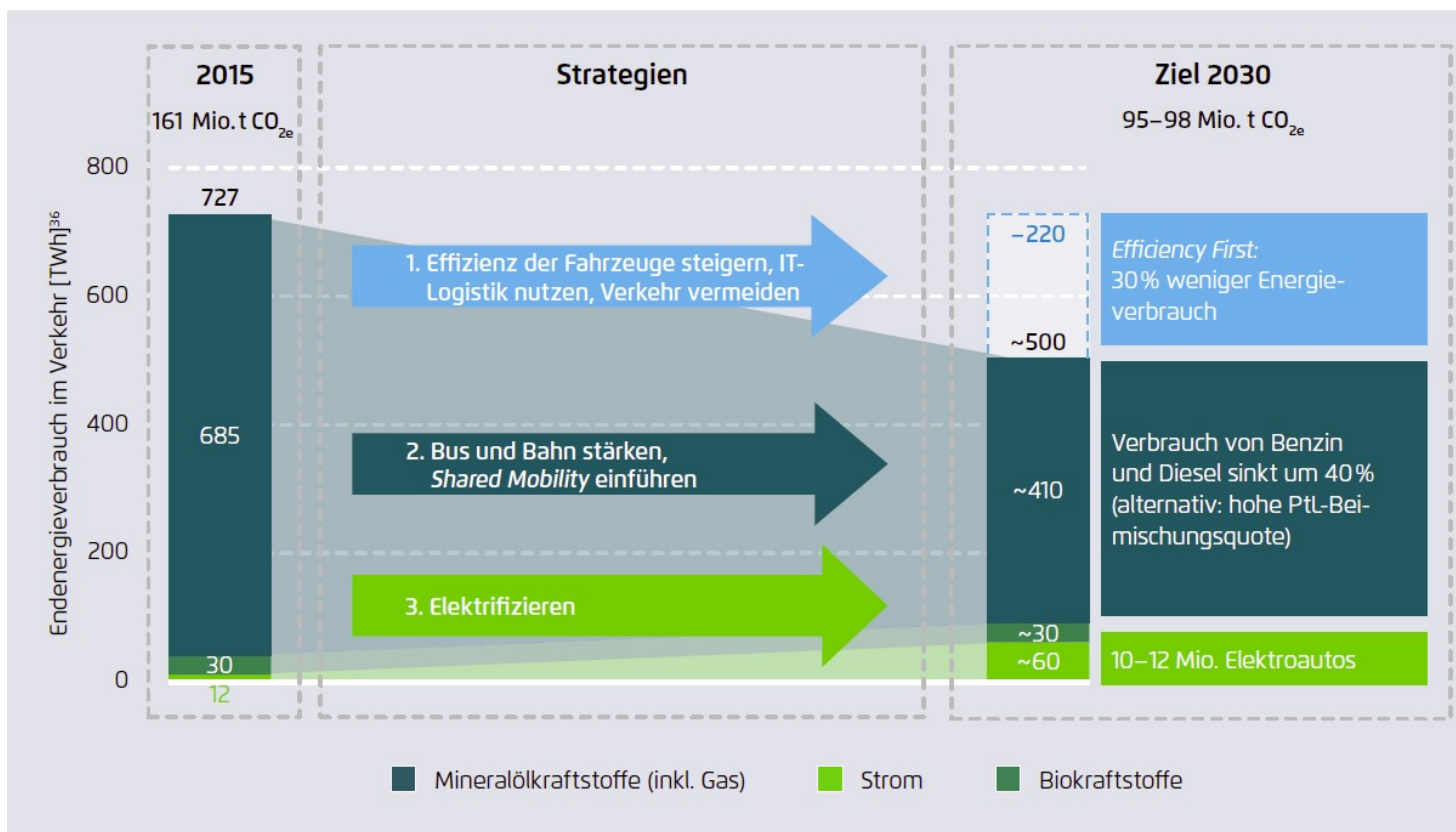 2015
161 Mio. t CO2e
Strategien
Ziel 2030
95–98 Mio. t CO2e
Endenergieverbrauch im Verkehr [TWh]36
800
600
400
200
0
727
685
30
12
1. Effizienz der Fahrzeuge steigern, IT-
Logistik nutzen, Verkehr vermeiden
2. Bus und Bahn stärken,
Shared Mobility einführen
3. Elektrifizieren
–220
~500
~410
~30
~60
Efficiency First:
30 % weniger Energie-
verbrauch
Verbrauch von Benzin
und Diesel sinkt um 40 %
(alternativ: hohe PtL-Bei-
mischungsquote)
10–12 Mio. Elektroautos
Mineralölkraftstoffe (inkl. Gas)
Strom
Biokraftstoffe